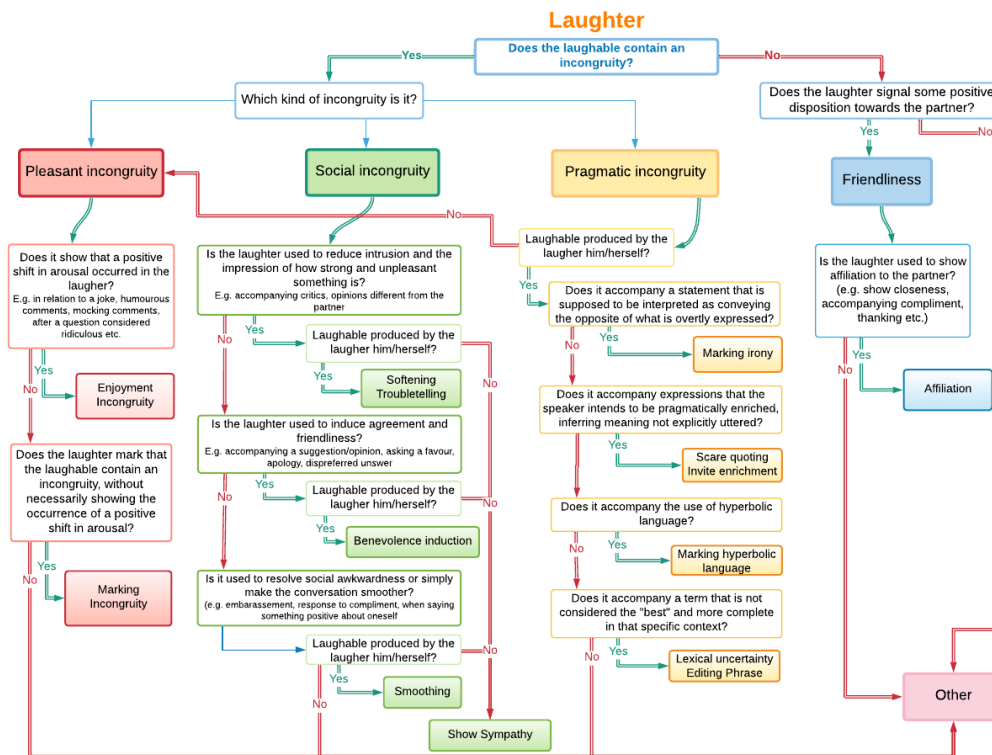 Laughter
Does the laughable contain an
incongruity?
Yes
No
Which kind of incongruity is it?
Does the laughter signal some positive
disposition towards the partner?
Yes
No
Pleasant incongruity
Social incongruity
Pragmatic incongruity
Friendliness
No
Does it show that a positive
shift in arousal occurred in the
laugher?
E.g. in relation to a joke, humourous
comments, mocking comments,
after a question considered
ridiculous etc.
Yes
No
Enjoyment
Incongruity
Does the laughter mark that
the laughable contain an
incongruity, without
necessarily showing the
occurrence of a positive
shift in arousal?
Yes
No
Marking
Incongruity
Is the laughter used to reduce intrusion and the
impression of how strong and unpleasant
something is?
E.g. accompanying critics, opinions different from the
partner
Yes
No
Laughable produced by the
laugher him/herself?
Yes
No
Softening
Troubletelling
Is the laughter used to induce agreement and
friendliness?
E.g. accompanying a suggestion/opinion, asking a favour,
apology, dispreferred unswer
Yes
No
Laughable produced by the
laugher him/herself?
Yes
No
Benevolence induction
Is it used to resolve social awkwardness or simply
make the conversation smoother?
(e.g. embarassement, response to compliment, when saying
something positive about oneself
Laughable produced by the
laugher him/herself?
Yes
No
No
Smoothing
Show Sympathy
Laughable produced by the
laugher him/herself?
Yes
Does it accompany a statement that is
supposed to be interpreted as conveying
the opposite of what is overtly expressed?
Yes
No
Marking irony
Does it accompany expressions that the
speaker intends to be pragmatically enriched,
inferring meaning not explicitly uttered?
Yes
No
Scare quoting
Invite enrichment
Does it accompany the use of hyperbolic
language?
Yes
No
Marking hyperbolic
language
Does it accompany a term that is not
considered the "best" and more complete
in that specific context?
Yes
No
Lexical uncertainty
Editing Phrase
Is the laughter used to show
affiliation to the partner?
(e.g. show closeness,
accompanying compliment,
thanking etc.)
Yes
No
Affiliation
Other